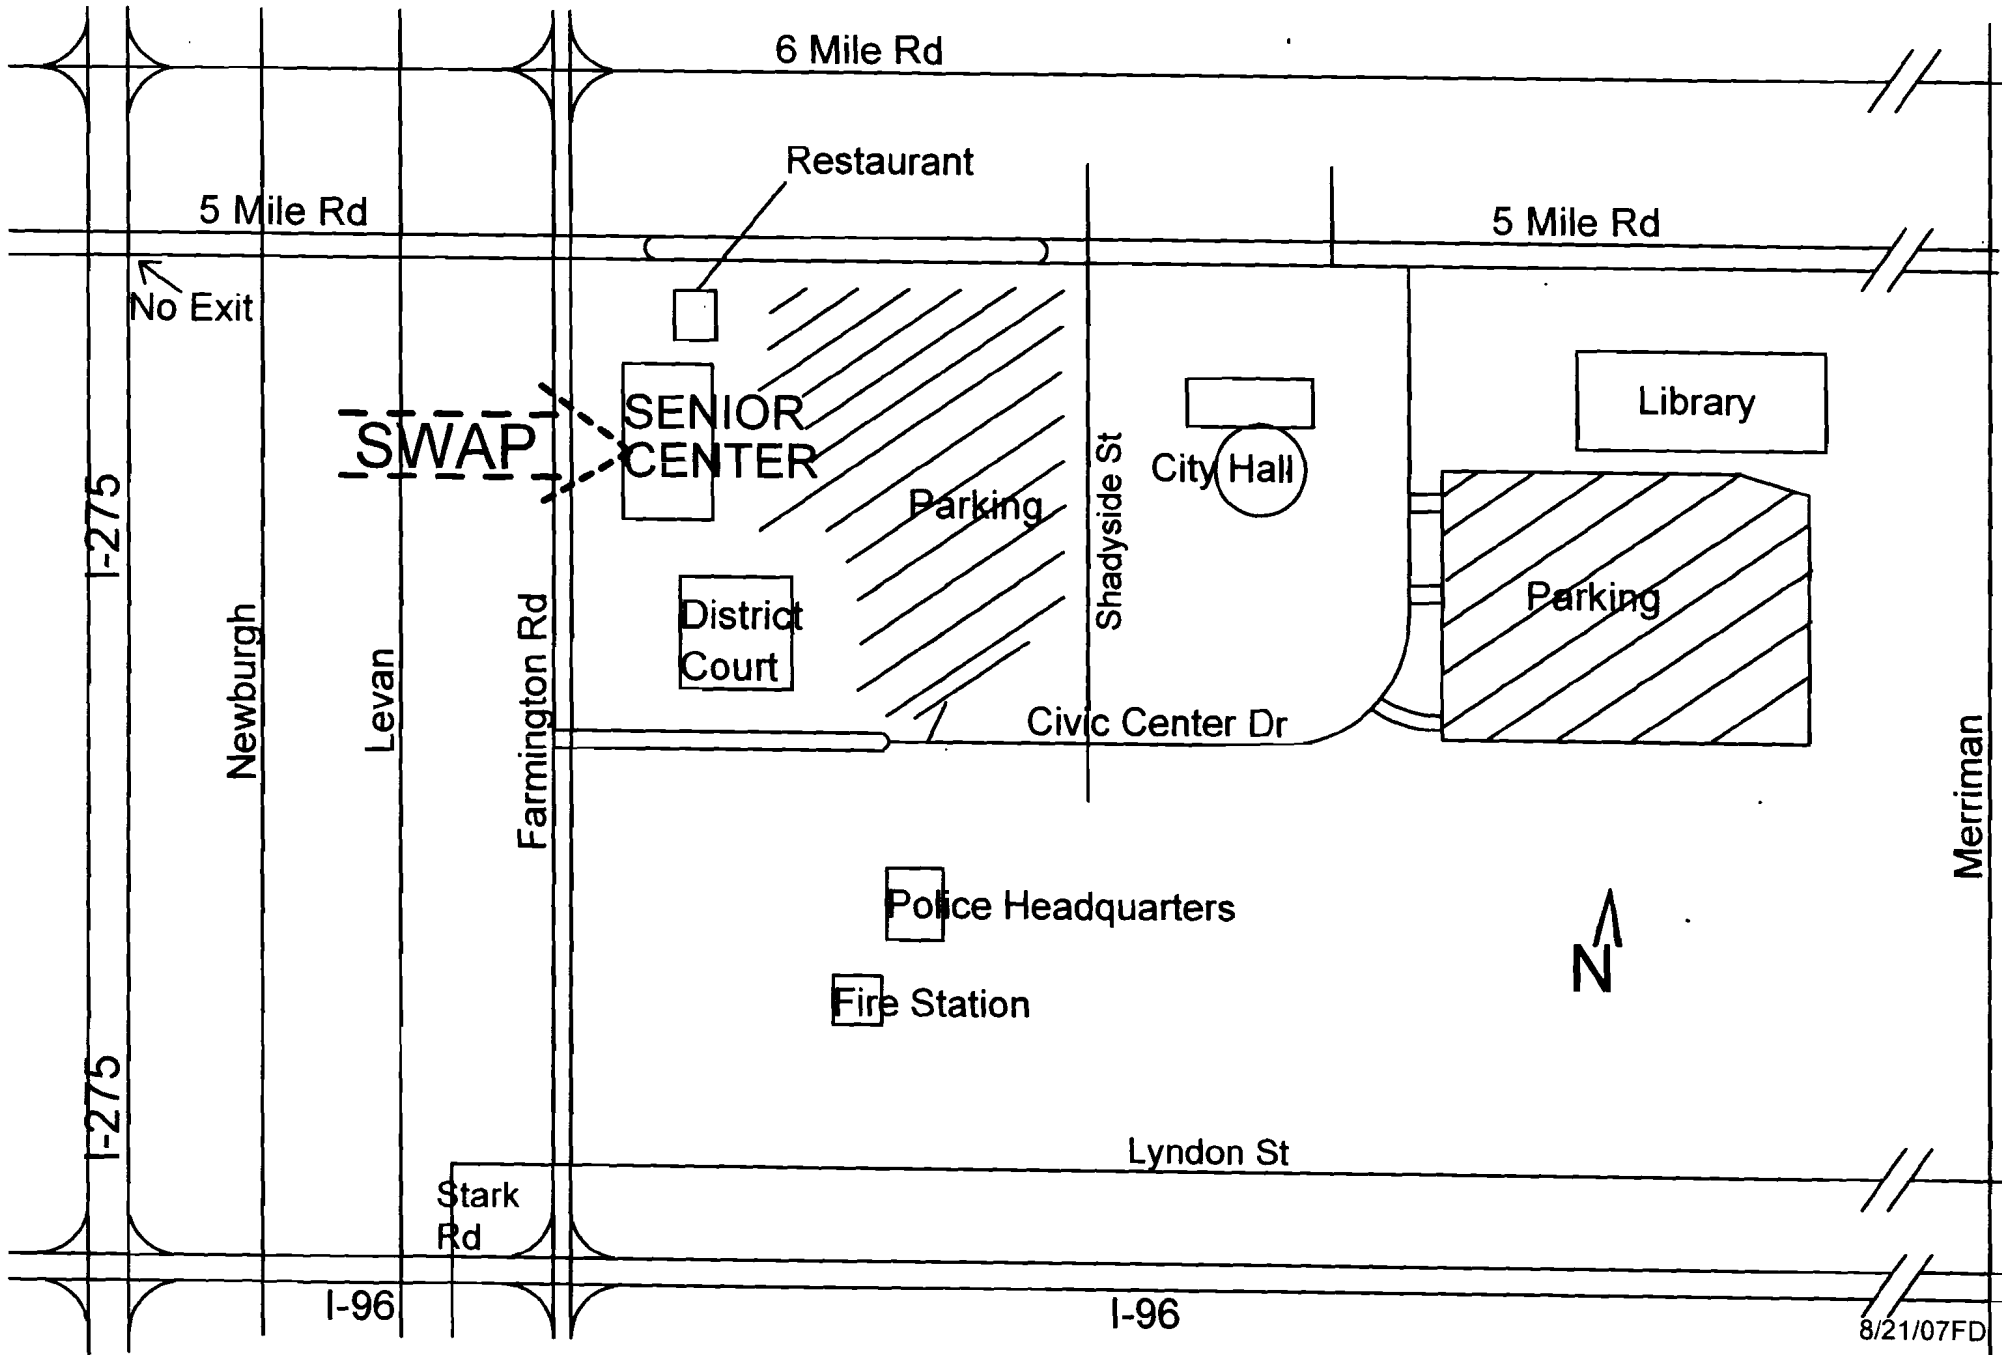 6 Mile Rd
Restaurant
5 Mile Rd
5 Mile Rd
No Exit
SWAP
SENIOR
CENTER
Parking
Shadyside St
City Hall
Library
Parking
I-275
Newburgh
Levan
Farmington Rd
District
Court
Civic Center Dr
Merriman
Police Headquarters
Fire Station
N
I-275
Lyndon St
Stark
Rd
I-96
I-96
8/21/07FD